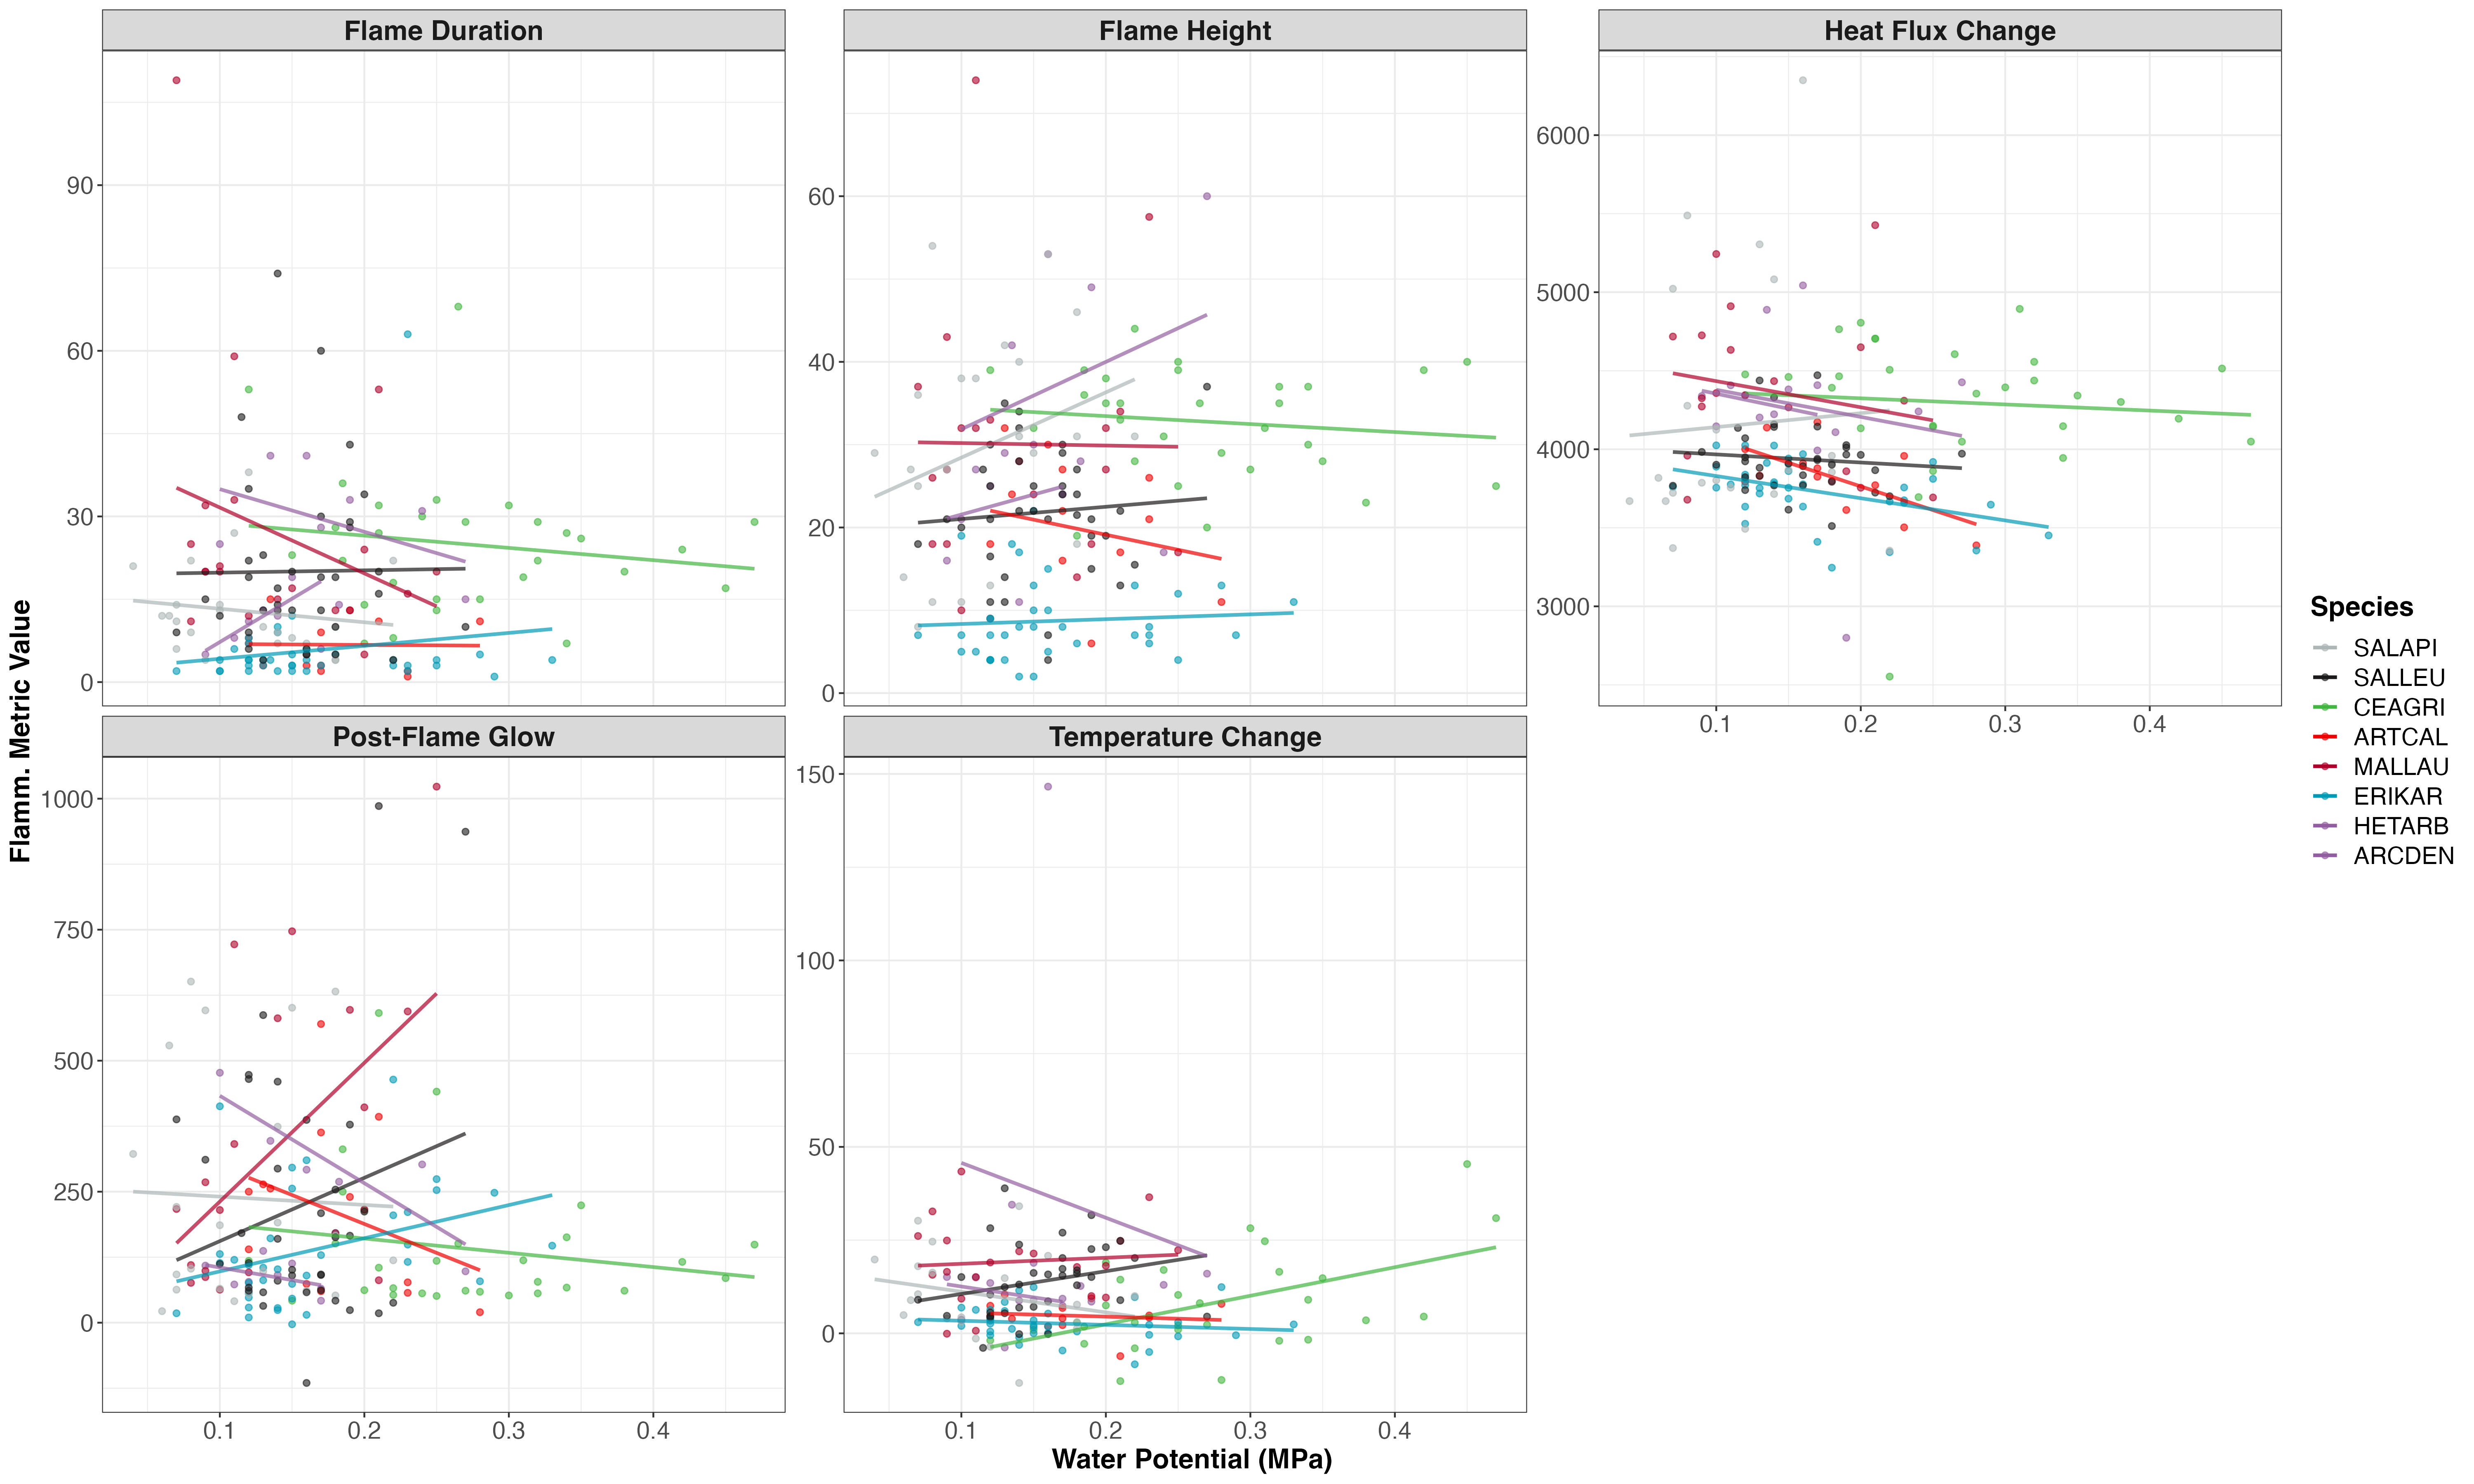 Flame Duration
Flame Height
Heat Flux Change
90
60
30
0
60
40
20
0
6000
5000
4000
3000
0.1 0.2 0.3 0.4
Flamm. Metric Value
Post-Flame Glow
Temperature Change
1000
750
500
250
0
150
100
50
0
0.1 0.2 0.3 0.4
0.1 0.2 0.3 0.4
Water Potential (MPa)
Species
SALAPI
SALLEU
CEAGRI
ARTCAL
MALLAU
ERIKAR
HETARB
ARCDEN